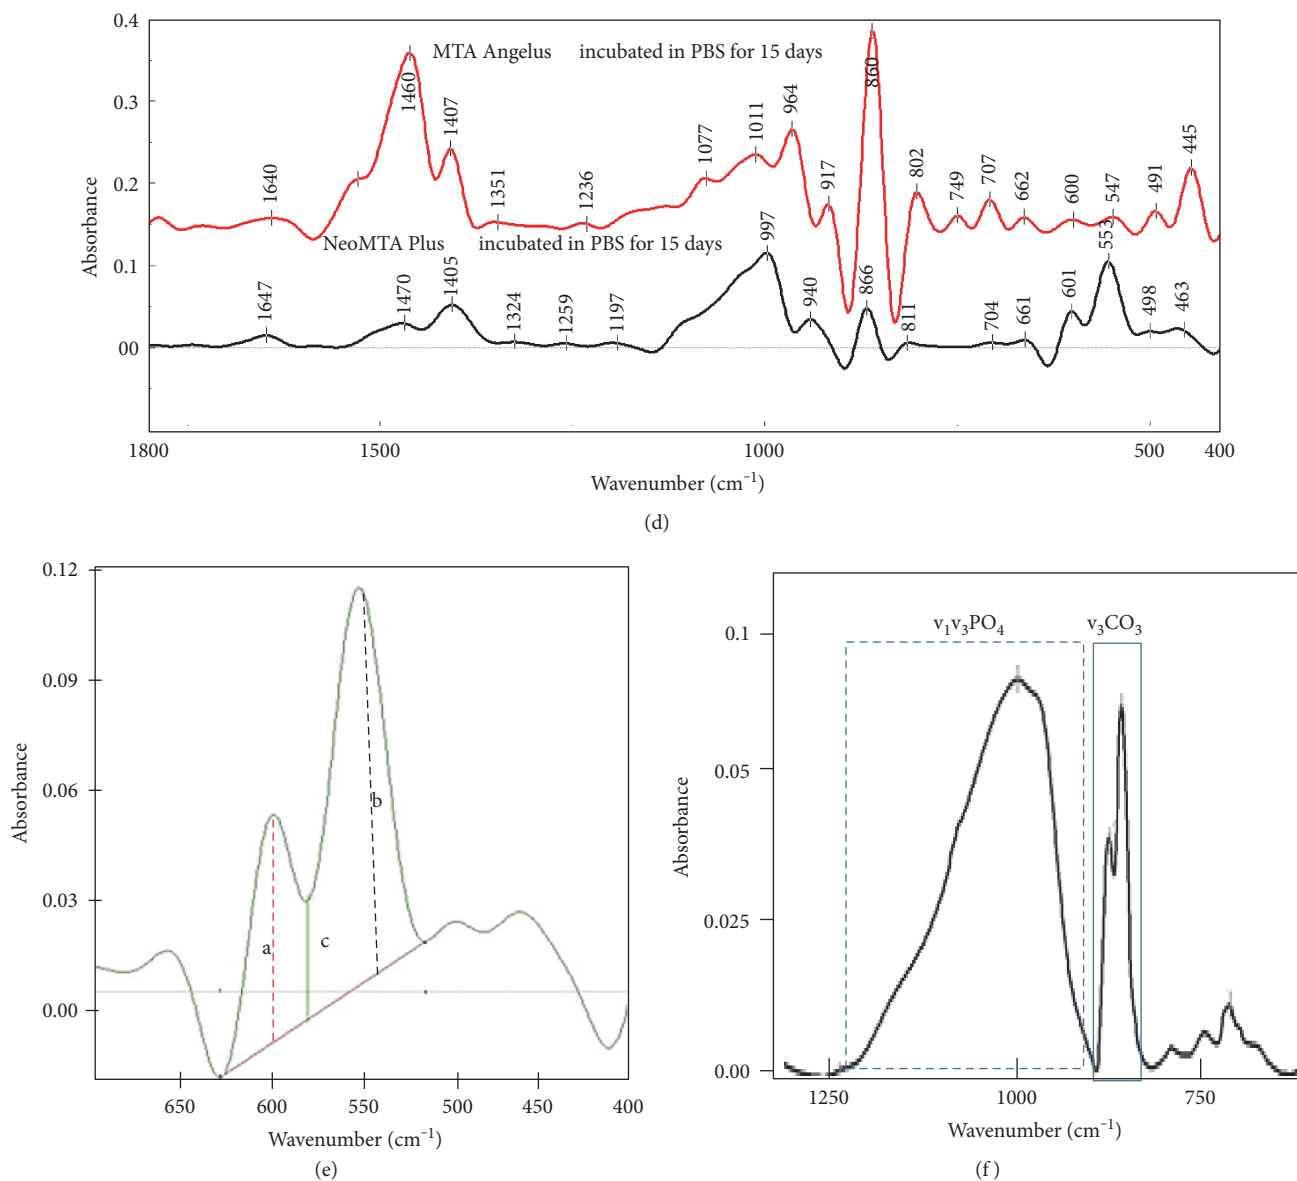 0.4
MTA Angelus incubated in PBS for 15 days
0.3
0.2
0.1
00
Absorbance
1640
1460
1407
1351
1236
1077
1011
964
917
860
802
749
707
662
600
547
491
445
NeoMTA Plus incubated in PBS for 15 days
1647
1470
1405
1324
1259
1197
997
940
866
811
704
661
601
553
498
463
1800 1500 1000 500 400
Wavenumber (cm⁻¹)
(d)
0.12
0.09
0.06
0.03
0.00
Absorbance
a
c
b
650 600 550 500 450 400
Wavenumber (cm⁻¹)
(e)
v₁v₃PO₄ v₃CO₃
0.1
0.05
0.025
0.00
Absorbance
1250 1000 750
Wavenumber (cm⁻¹)
(f)